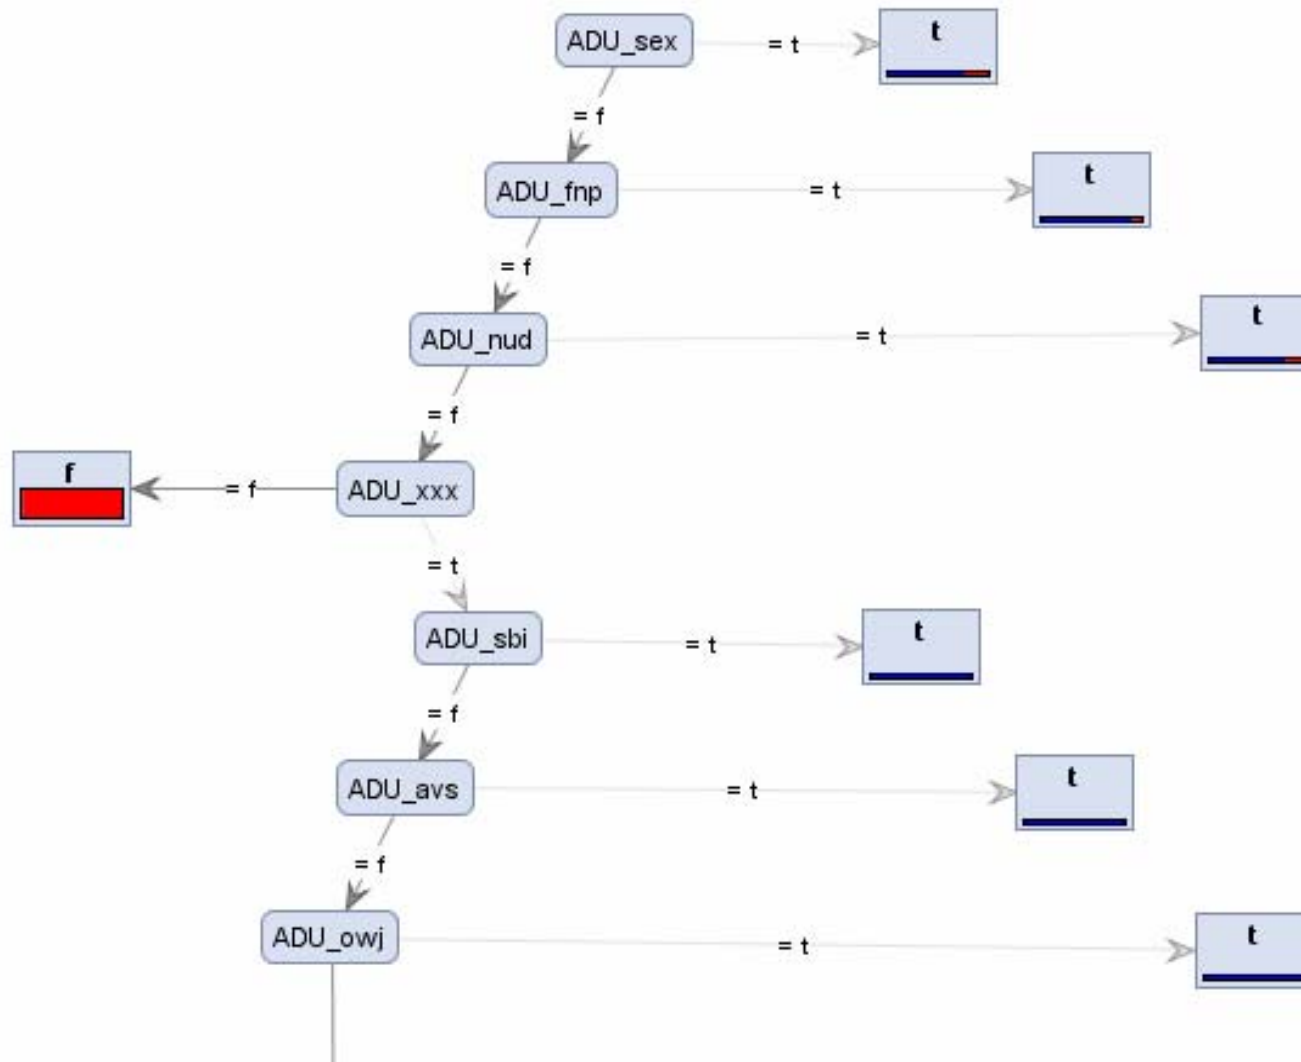 ADU_sex
= t
t
= f
ADU_fnp
= t
t
= f
ADU_nud
= t
t
= f
f
= f
ADU_xxx
= t
ADU_sbi
= t
t
= f
ADU_avs
= t
t
= f
ADU_owj
= t
t